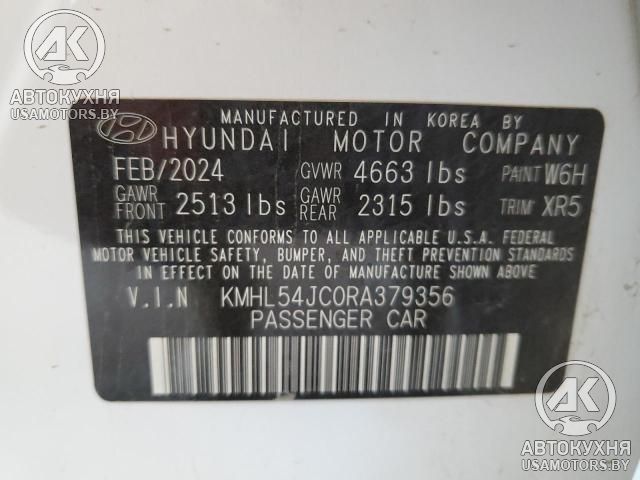 АВТОКУХНЯ
USAMOTORS.BY
MANUFACTURED IN KOREA BY
HYUNDAI MOTOR COMPANY
FEB/2024 GVWR 4663 lbs PAINT W6H
GAWR FRONT 2513 lbs GAWR REAR 2315 lbs TRIM XR5
THIS VEHICLE CONFORMS TO ALL APPLICABLE U.S.A. FEDERAL
MOTOR VEHICLE SAFETY, BUMPER, AND THEFT PREVENTION STANDARDS
IN EFFECT ON THE DATE OF MANUFACTURE SHOWN ABOVE.
V.I.N KMHL54JC0RA379356
PASSENGER CAR
АК
АВТОКУХНЯ
USAMOTORS.BY